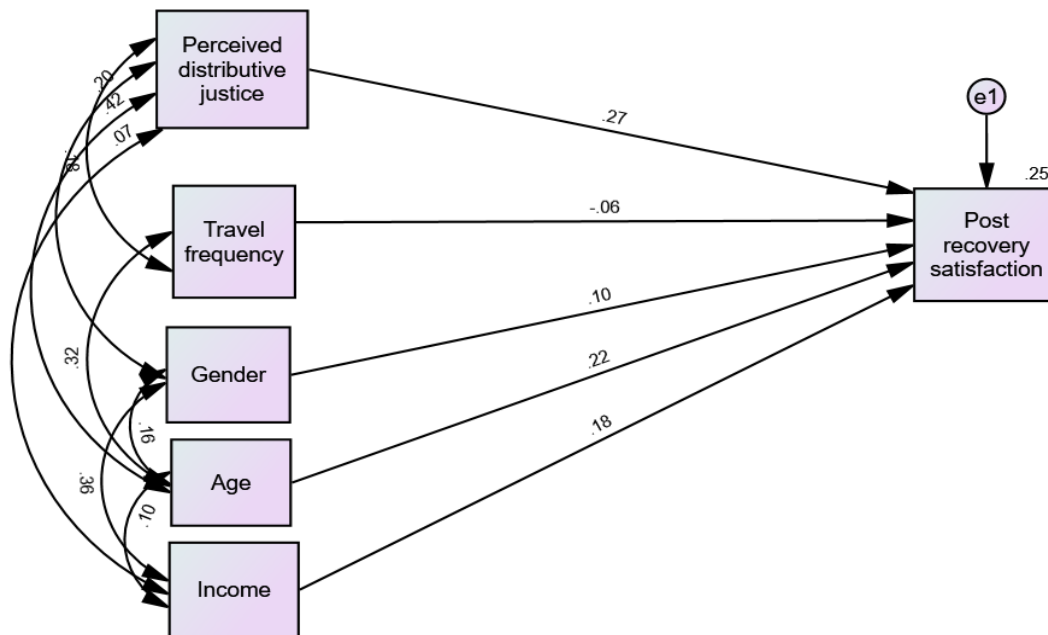 Perceived
distributive
justice
.20
.42
.07
.18
.27
e1
.25
Travel
frequency
-.06
Post
recovery
satisfaction
.32
Gender
.10
.16
.22
Age
.36
.10
.18
Income